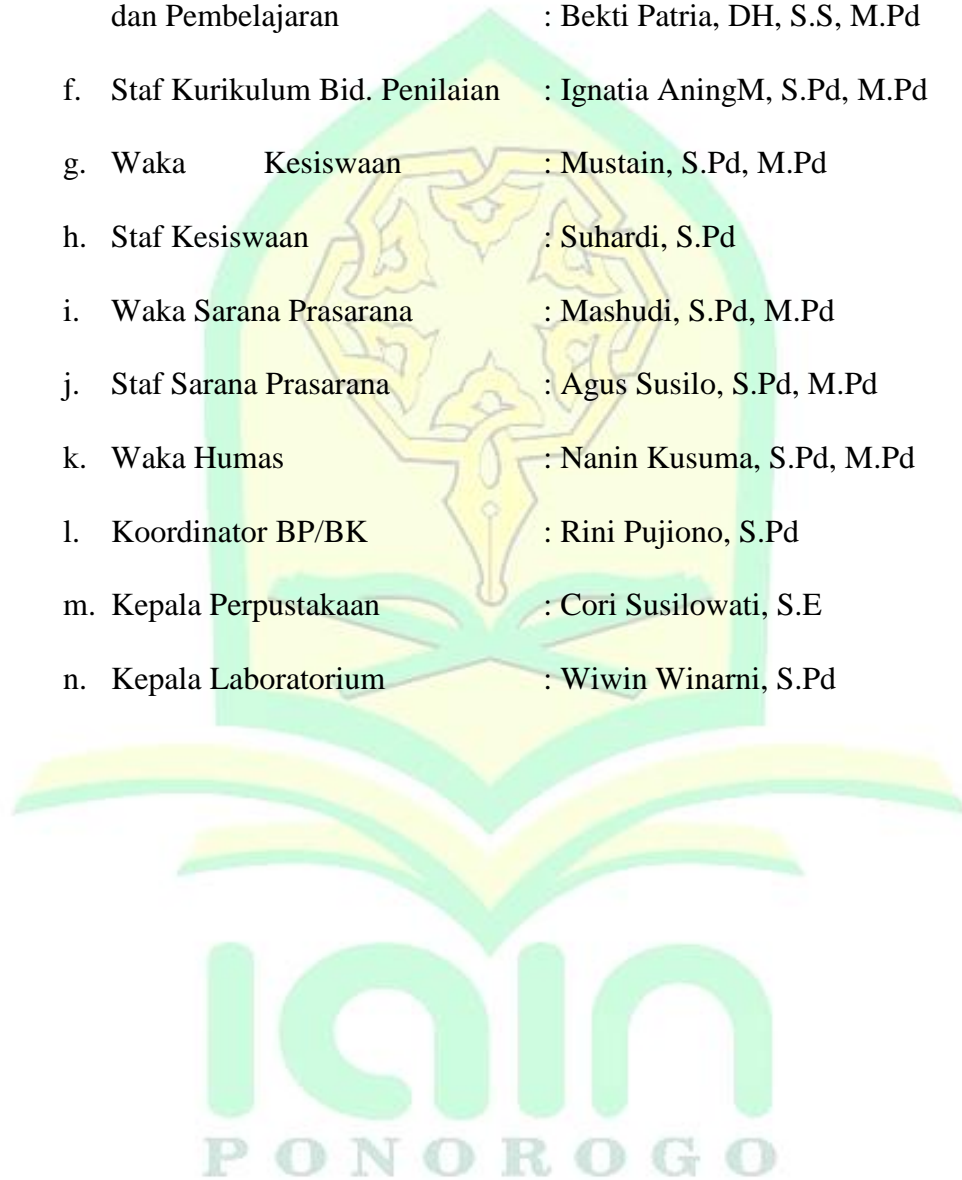 dan Pembelajaran : Bekti Patria, DH, S.S, M.Pd
f. Staf Kurikulum Bid. Penilaian : Ignatia AningM, S.Pd, M.Pd
g. Waka Kesiswaan : Mustain, S.Pd, M.Pd
h. Staf Kesiswaan : Suhardi, S.Pd
i. Waka Sarana Prasarana : Mashudi, S.Pd, M.Pd
j. Staf Sarana Prasarana : Agus Susilo, S.Pd, M.Pd
k. Waka Humas : Nanin Kusuma, S.Pd, M.Pd
l. Koordinator BP/BK : Rini Pujiono, S.Pd
m. Kepala Perpustakaan : Cori Susilowati, S.E
n. Kepala Laboratorium : Wiwin Winarni, S.Pd
iain
PONOROGO